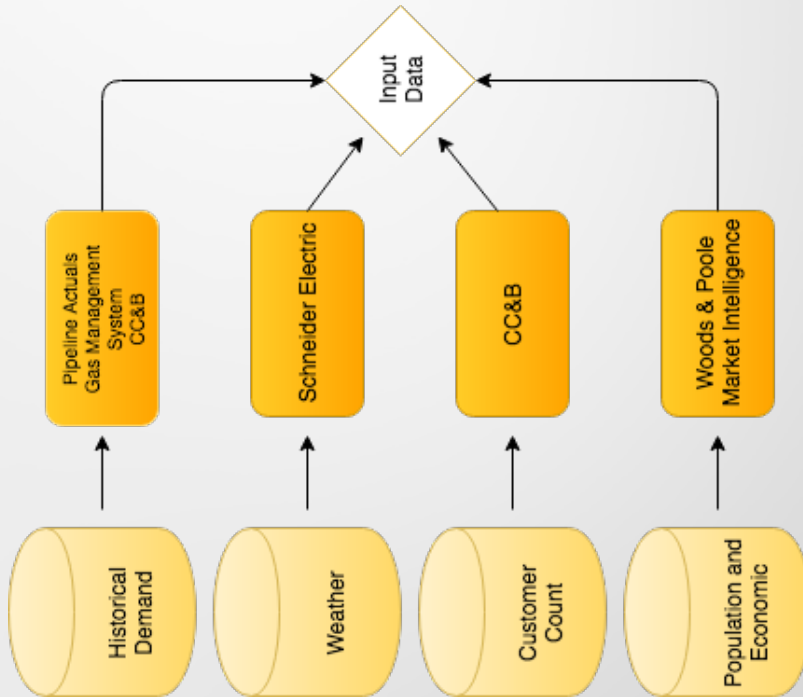 Input
Data
Pipeline Actuals
Gas Management
System
CC&B
Schneider Electric
CC&B
Woods & Poole
Market Intelligence
Historical
Demand
Weather
Customer
Count
Population and
Economic